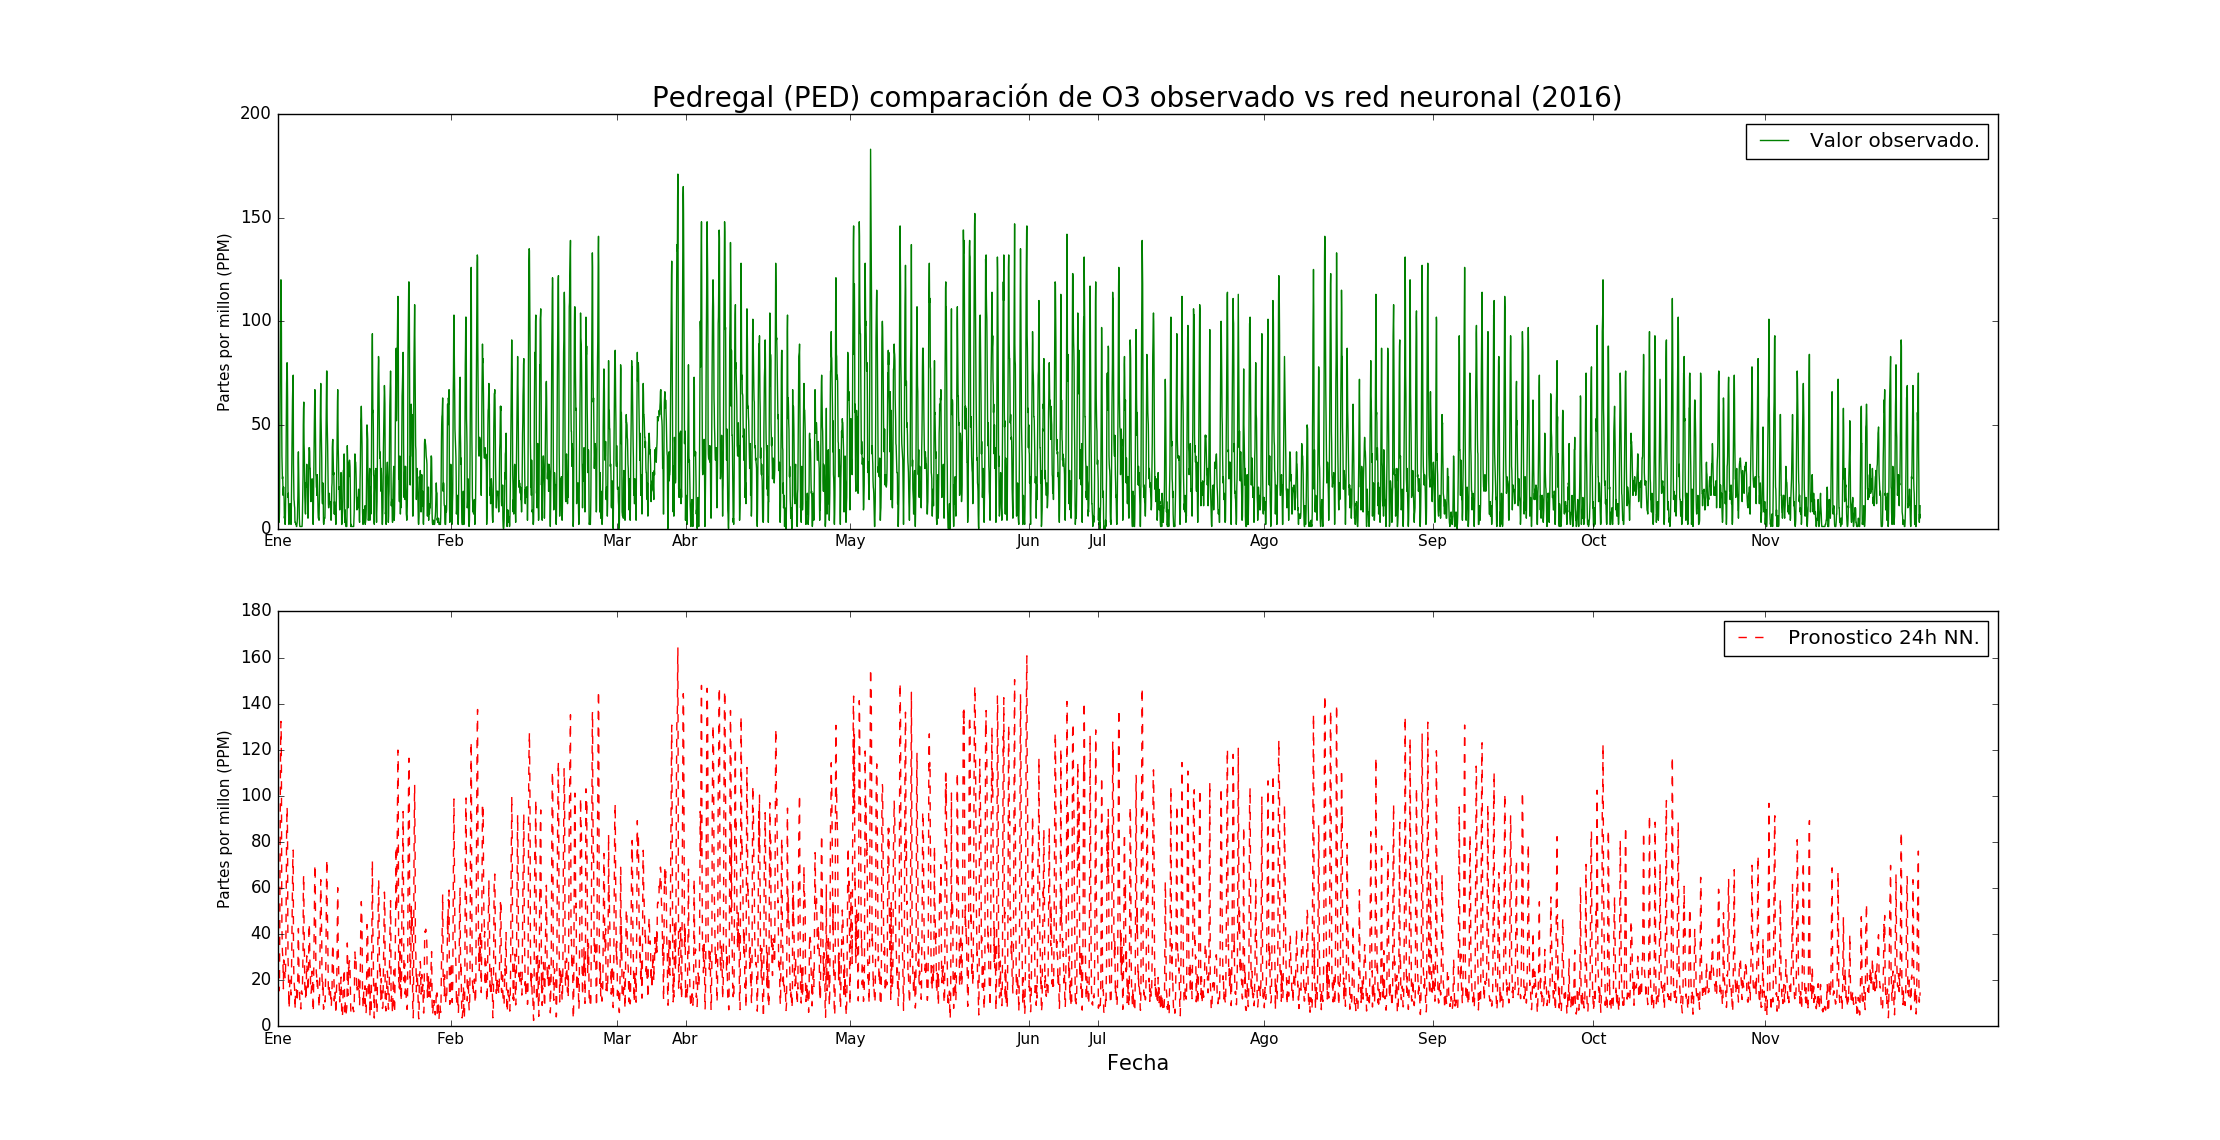 Pedregal (PED) comparación de O3 observado vs red neuronal (2016)
200
150
100
50
0
Partes por millon (PPM)
Valor observado.
Ene Feb Mar Abr May Jun Jul Ago Sep Oct Nov
180
160
140
120
100
80
60
40
20
0
Partes por millon (PPM)
Pronostico 24h NN.
Ene Feb Mar Abr May Jun Jul Ago Sep Oct Nov
Fecha